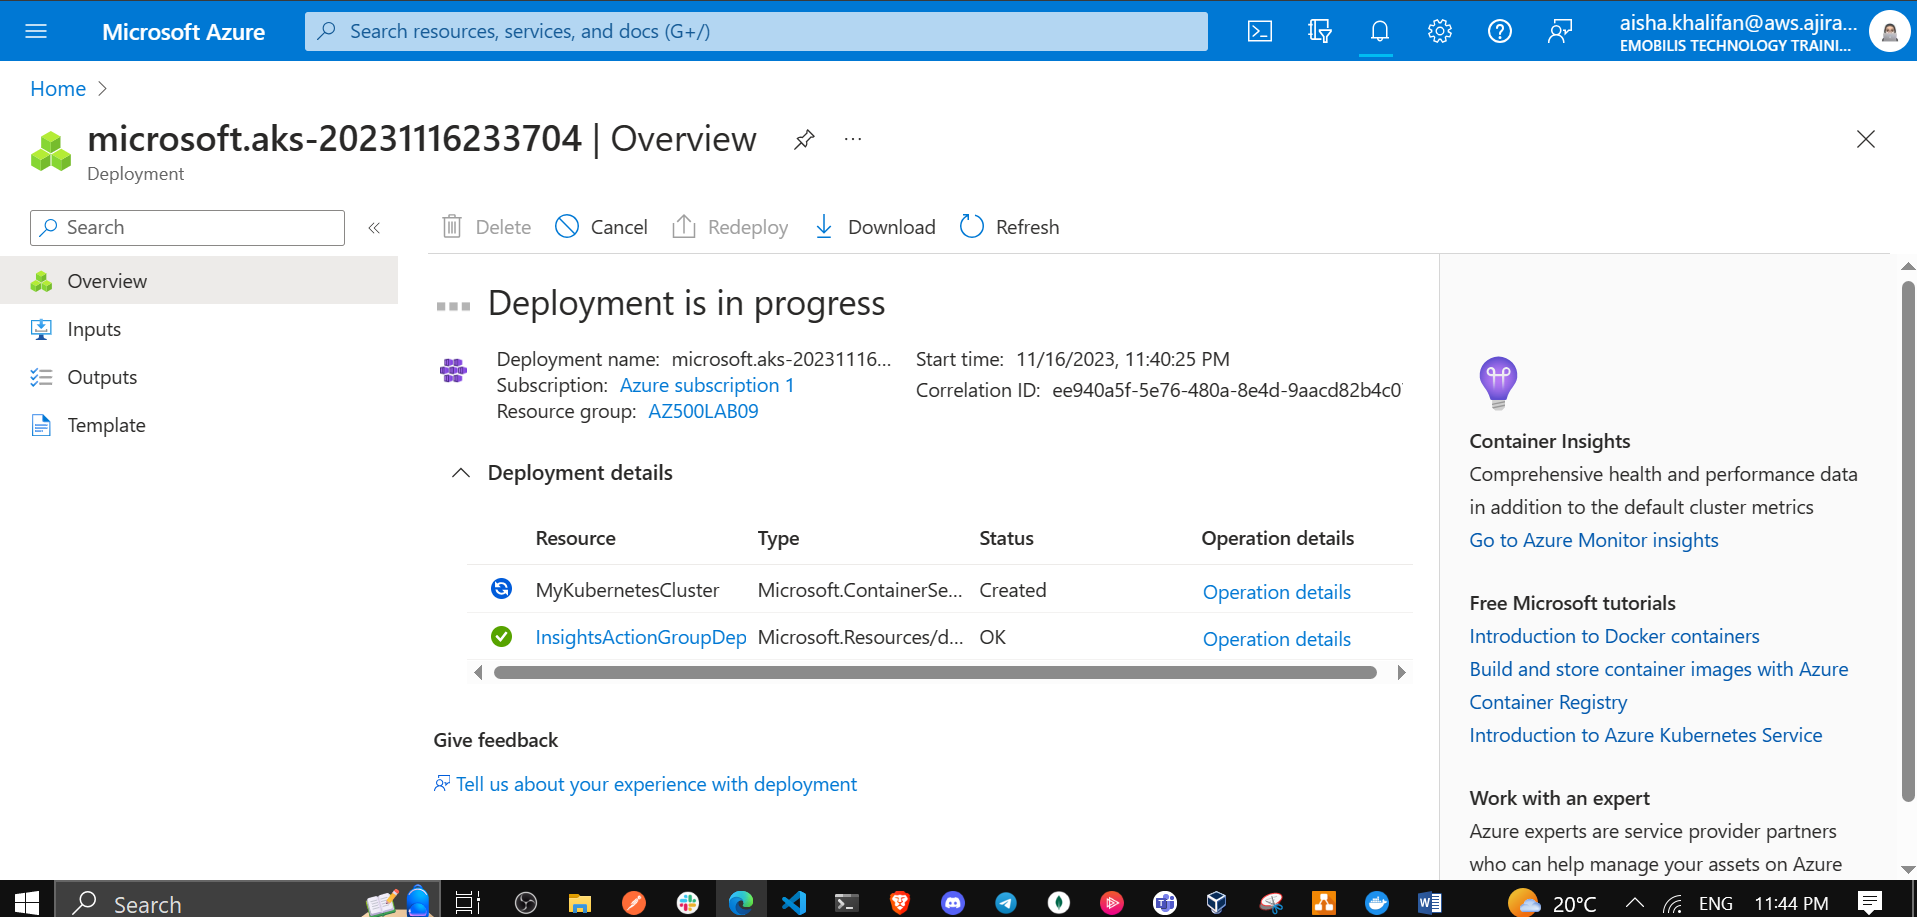 Microsoft Azure
Search resources, services, and docs (G+/)
aisha.khalifan@aws.ajira...
EMOBILIS TECHNOLOGY TRAINI...
Home
microsoft.aks-20231116233704 | Overview
Deployment
Search
Overview
Inputs
Outputs
Template
Delete
Cancel
Redeploy
Download
Refresh
Deployment is in progress
Deployment name: microsoft.aks-20231116...
Subscription: Azure subscription 1
Resource group: AZ500LAB09
Start time: 11/16/2023, 11:40:25 PM
Correlation ID: ee940a5f-5e76-480a-8e4d-9aacd82b4c0
Deployment details
Resource Type Status Operation details
MyKubernetesCluster Microsoft.ContainerSe... Created Operation details
InsightsActionGroupDep Microsoft.Resources/d... OK Operation details
Give feedback
Tell us about your experience with deployment
Container Insights
Comprehensive health and performance data
in addition to the default cluster metrics
Go to Azure Monitor insights
Free Microsoft tutorials
Introduction to Docker containers
Build and store container images with Azure
Container Registry
Introduction to Azure Kubernetes Service
Work with an expert
Azure experts are service provider partners
who can help manage your assets on Azure
Search
20°C
ENG
11:44 PM